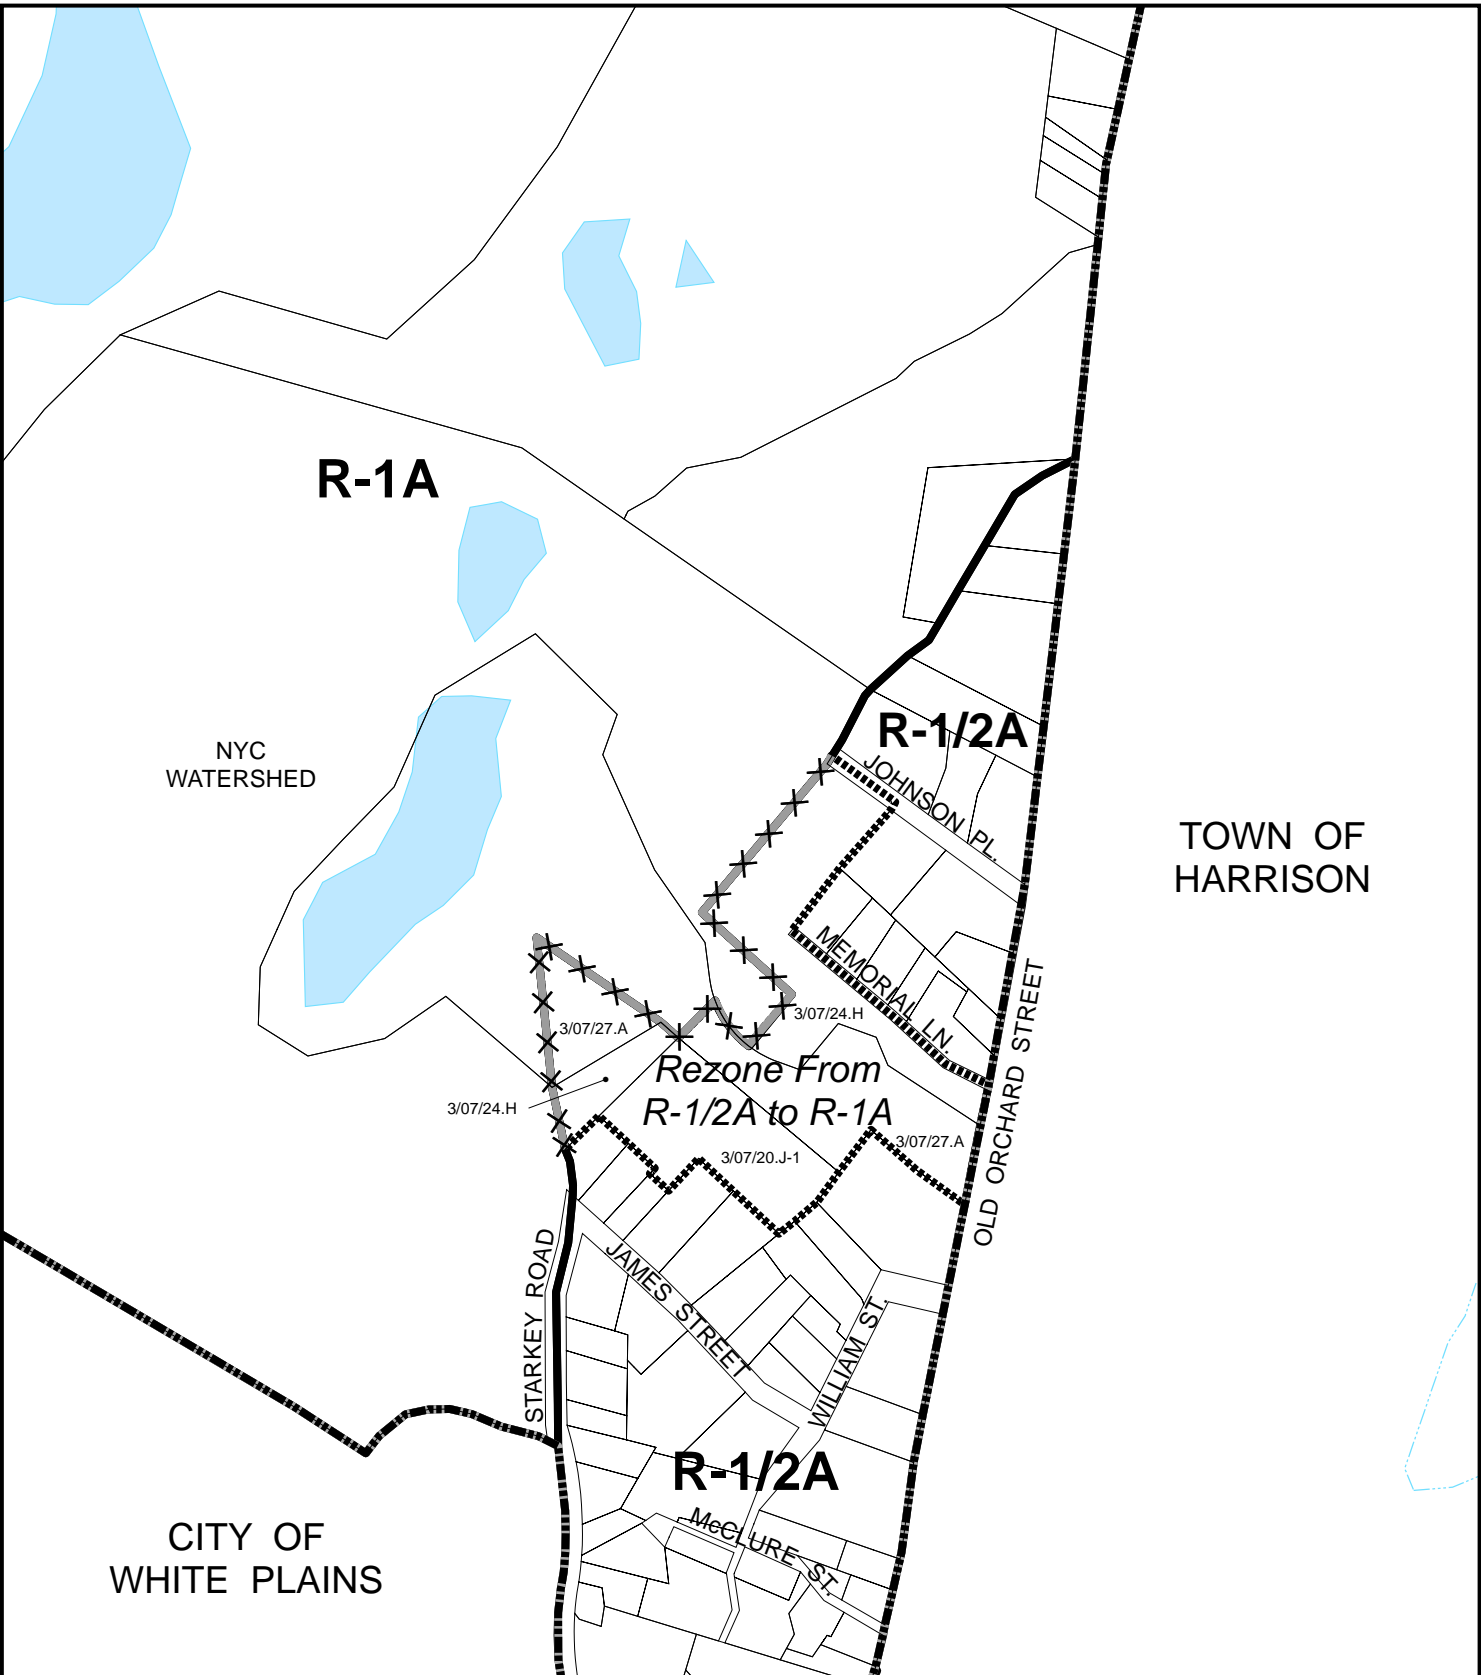 R-1A
R-1/2A
NYC
WATERSHED
JOHNSON PL.
TOWN OF
HARRISON
MEMORIAL LN.
3/07/24.H
3/07/27.A
Rezone From
R-1/2A to R-1A
3/07/24.H
3/07/27.A
3/07/20.J-1
OLD ORCHARD STREET
STARKEY ROAD
JAMES STREET
WILLIAM ST.
R-1/2A
McCLURE ST.
CITY OF
WHITE PLAINS